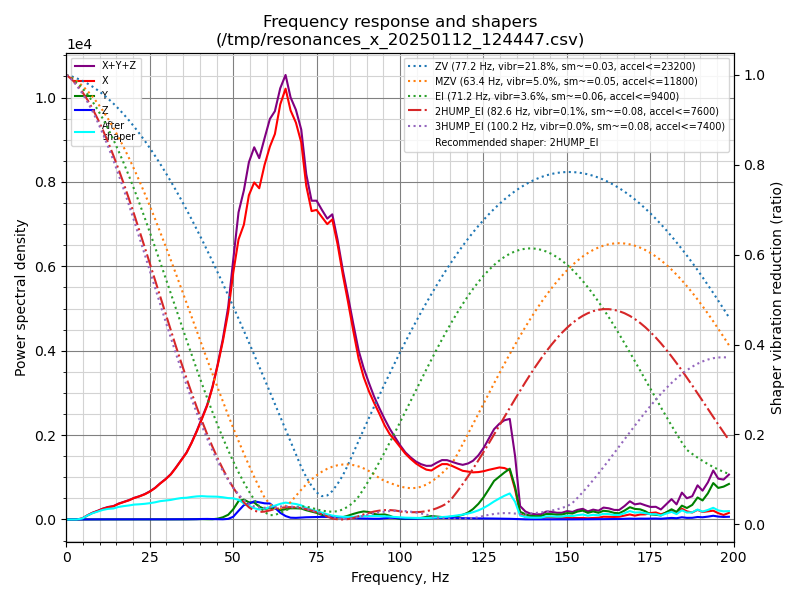 Frequency response and shapers
(/tmp/resonances_x_20250112_124447.csv)
1e4
X+Y+Z
X
Y
Z
After
shaper
ZV (77.2 Hz, vibr=21.8%, sm~=0.03, accel<=23200)
MZV (63.4 Hz, vibr=5.0%, sm~=0.05, accel<=11800)
EI (71.2 Hz, vibr=3.6%, sm~=0.06, accel<=9400)
2HUMP_EI (82.6 Hz, vibr=0.1%, sm~=0.08, accel<=7600)
3HUMP_EI (100.2 Hz, vibr=0.0%, sm~=0.08, accel<=7400)
Recommended shaper: 2HUMP_EI
Power spectral density
1.0
0.8
0.6
0.4
0.2
0.0
1.0
0.8
0.6
0.4
0.2
0.0
Shaper vibration reduction (ratio)
0 25 50 75 100 125 150 175 200
Frequency, Hz